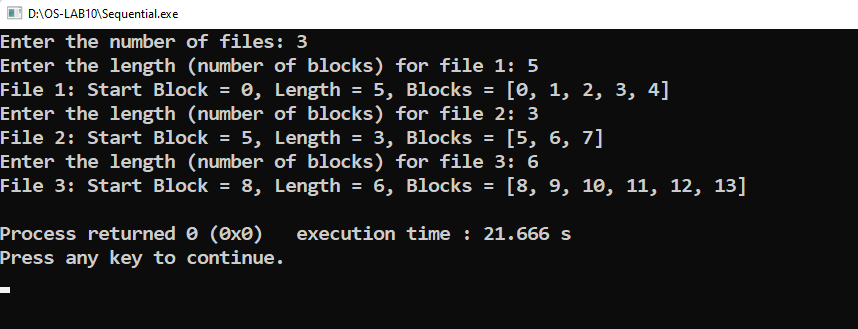 D:\OS-LAB10\Sequential.exe
Enter the number of files: 3
Enter the length (number of blocks) for file 1: 5
File 1: Start Block = 0, Length = 5, Blocks = [0, 1, 2, 3, 4]
Enter the length (number of blocks) for file 2: 3
File 2: Start Block = 5, Length = 3, Blocks = [5, 6, 7]
Enter the length (number of blocks) for file 3: 6
File 3: Start Block = 8, Length = 6, Blocks = [8, 9, 10, 11, 12, 13]
Process returned 0 (0x0)   execution time : 21.666 s
Press any key to continue.